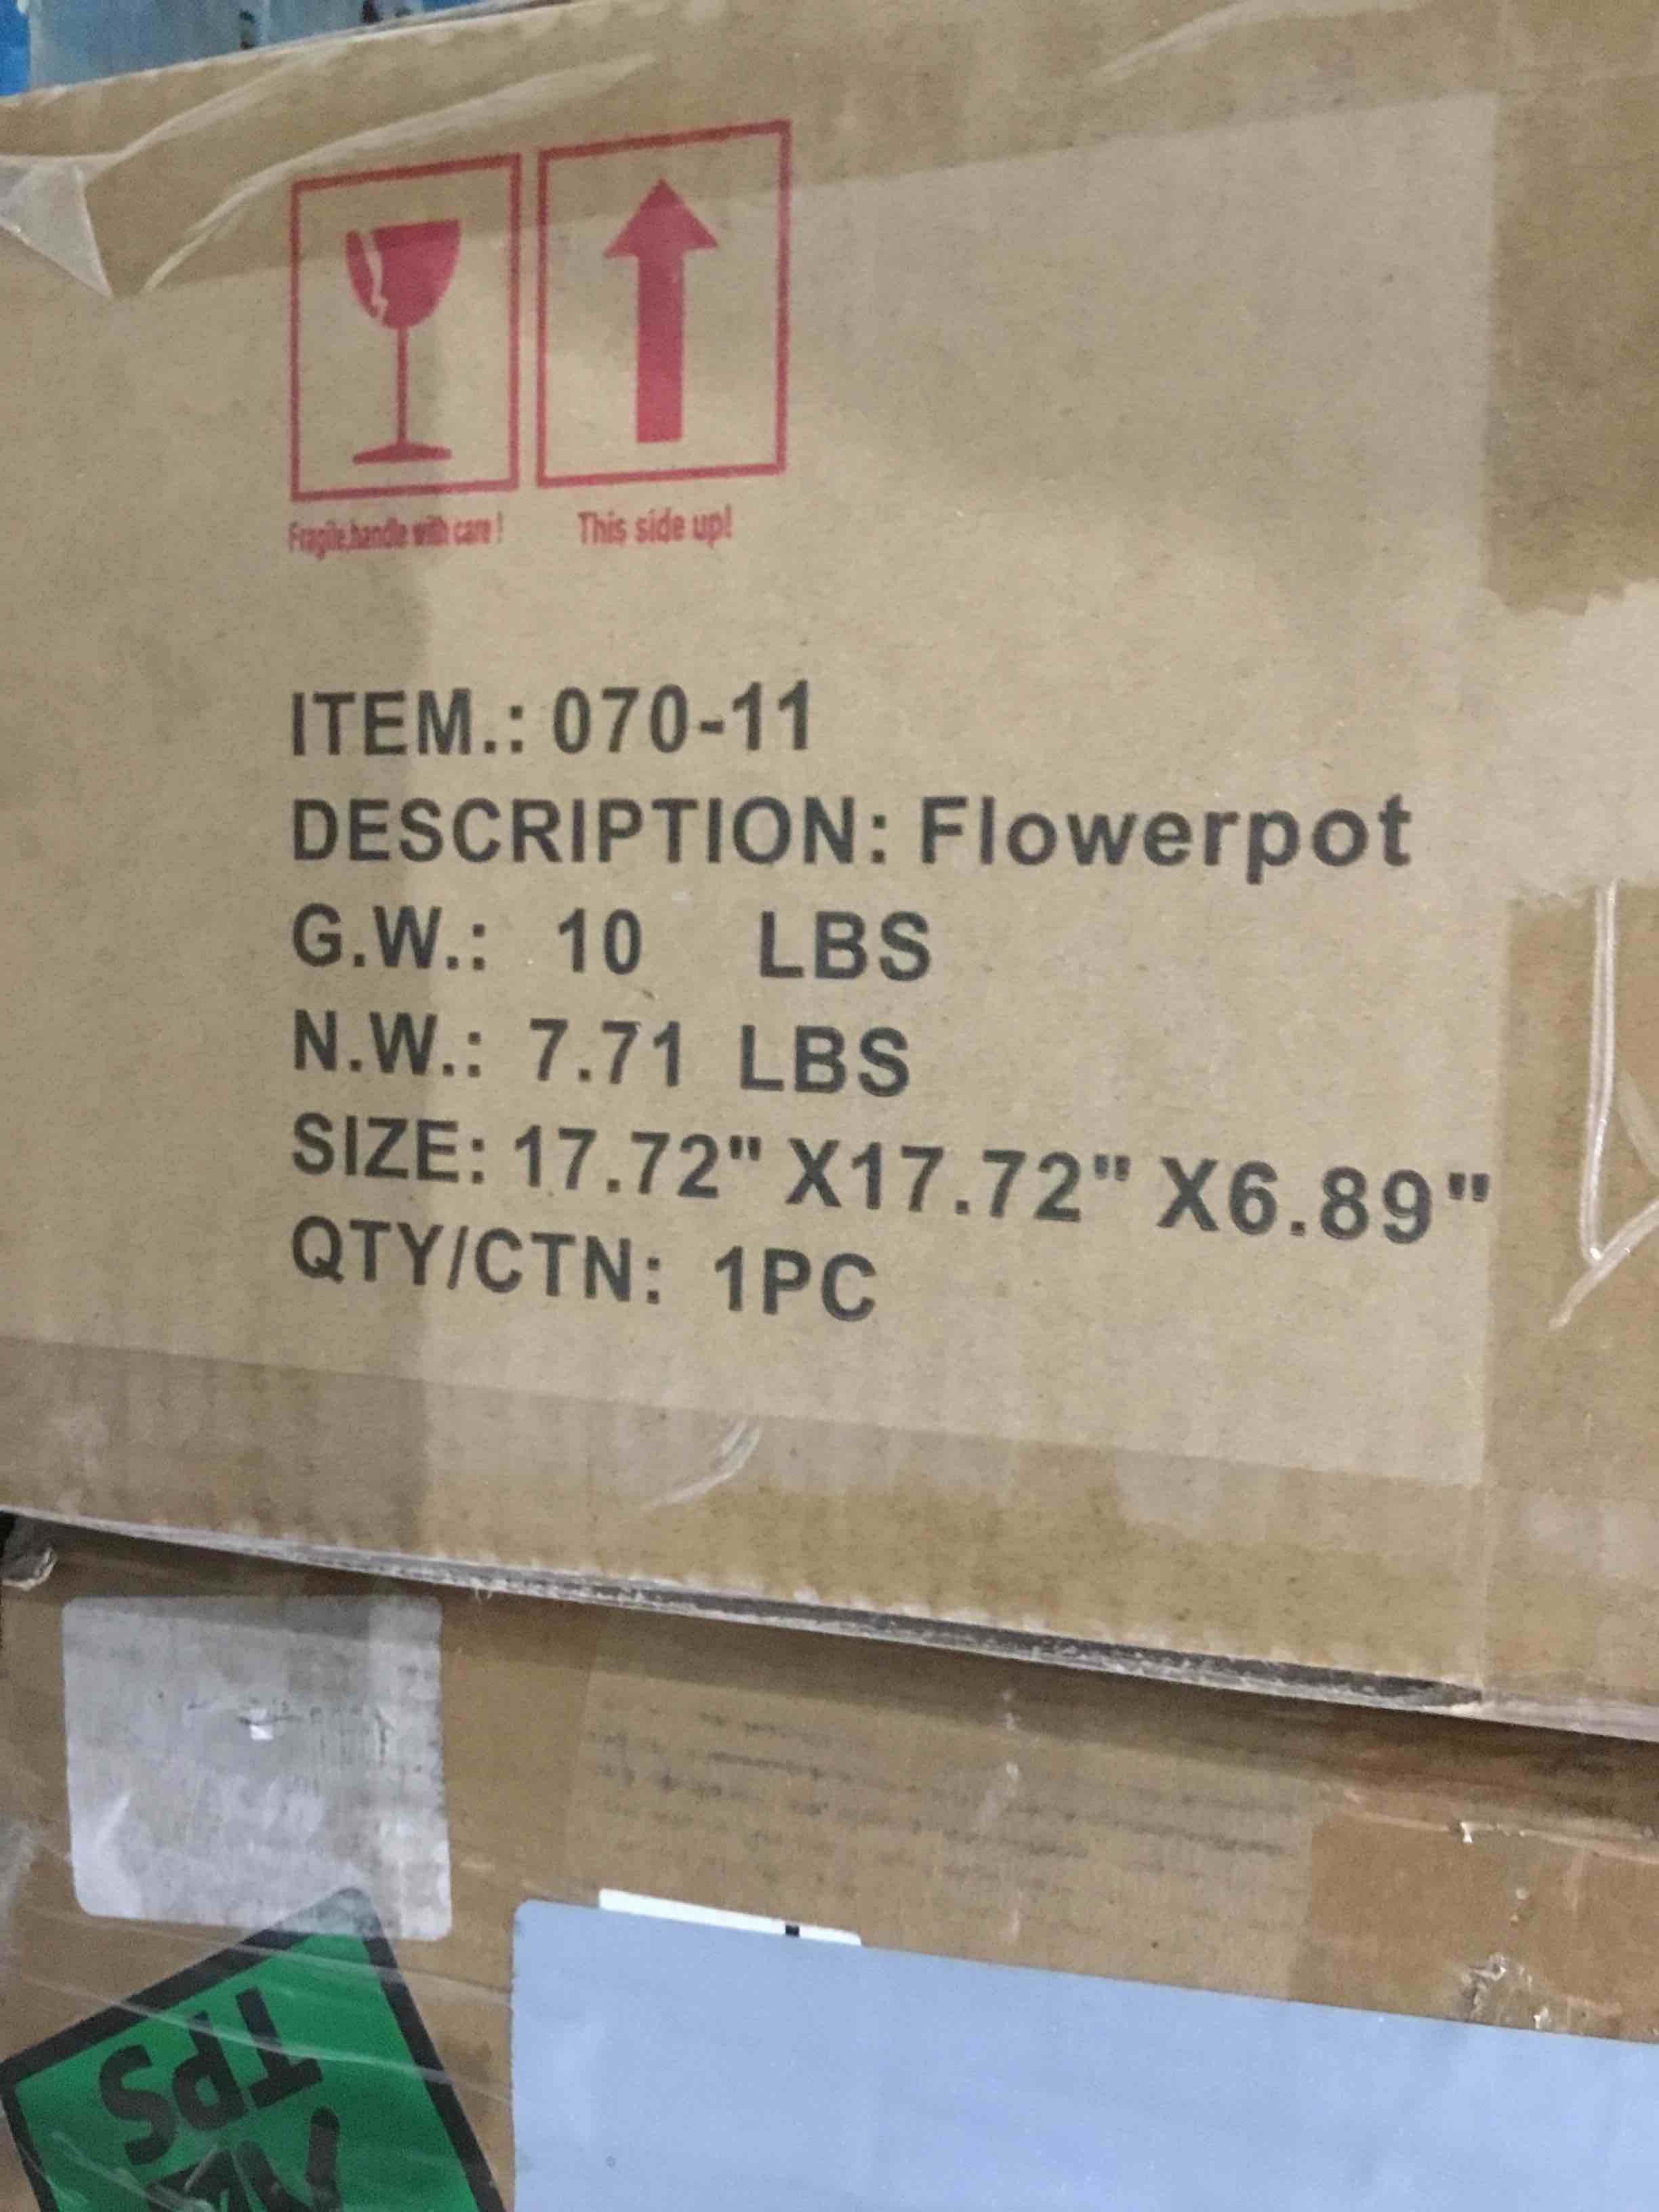 Fragile,handle with care !
This side up!
ITEM.: 070-11
DESCRIPTION: Flowerpot
G.W.: 10 LBS
N.W.: 7.71 LBS
SIZE: 17.72" X17.72" X6.89"
QTY/CTN: 1PC
TPS